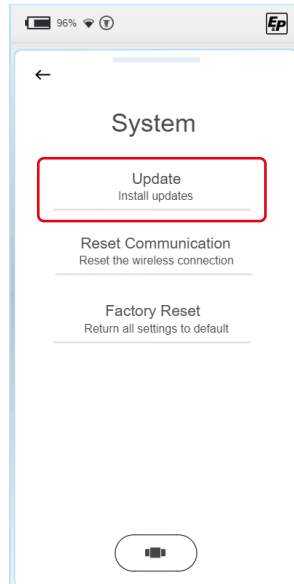 96% T EP
System
Update
Install updates
Reset Communication
Reset the wireless connection
Factory Reset
Return all settings to default